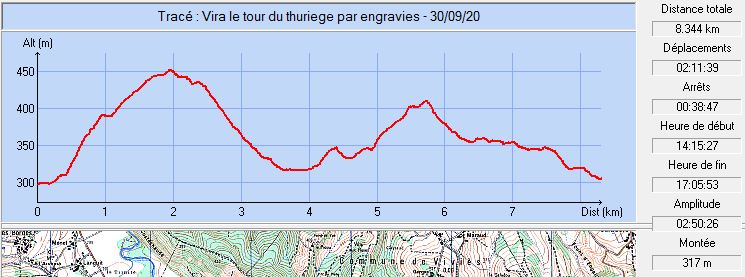 Tracé : Vira le tour du thuriege par engravies - 30/09/20
Alt (m)
450
400
350
300
0 1 2 3 4 5 6 7 Dist (km)
Distance totale
8.344 km
Déplacements
02:11:39
Arrêts
00:38:47
Heure de début
14:15:27
Heure de fin
17:05:53
Amplitude
02:50:26
Montée
317 m
Commune du Vivies